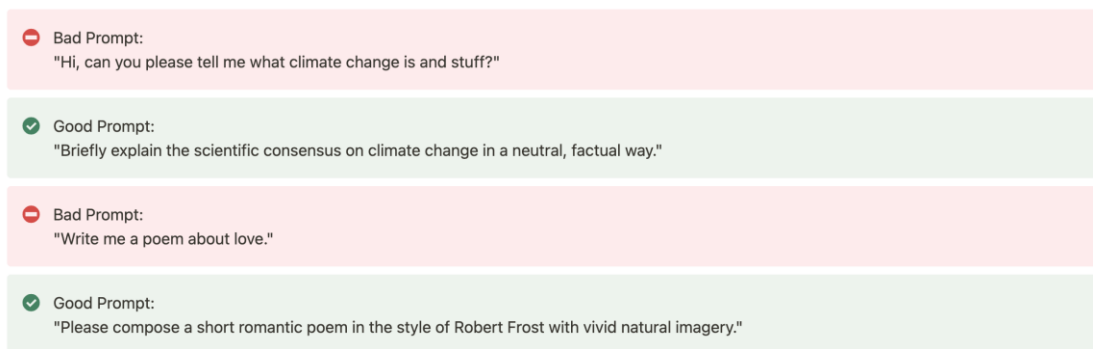 Bad Prompt:
"Hi, can you please tell me what climate change is and stuff?"
Good Prompt:
"Briefly explain the scientific consensus on climate change in a neutral, factual way."
Bad Prompt:
"Write me a poem about love."
Good Prompt:
"Please compose a short romantic poem in the style of Robert Frost with vivid natural imagery."